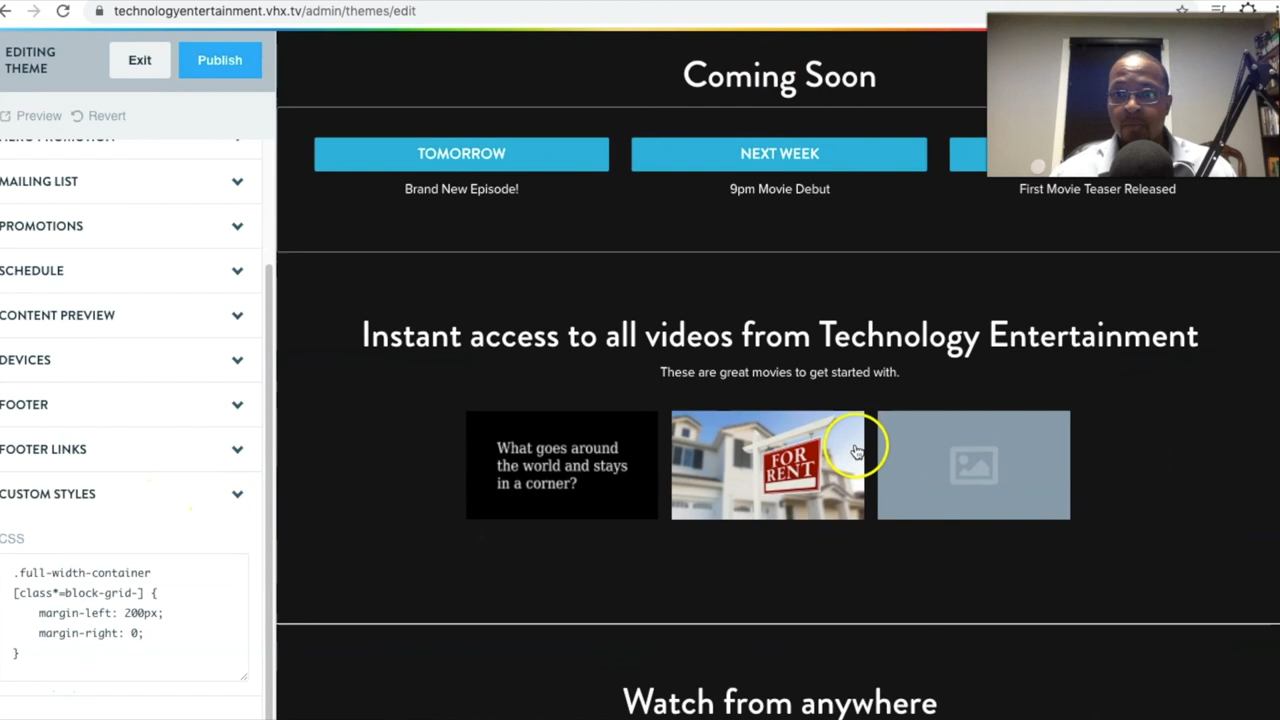 technologyentertainment.vhx.tv/admin/themes/edit
EDITING
THEME
Exit
Publish
Preview
Revert
MAILING LIST
PROMOTIONS
SCHEDULE
CONTENT PREVIEW
DEVICES
FOOTER
FOOTER LINKS
CUSTOM STYLES
CSS
.full-width-container
[class*=block-grid-] {
margin-left: 200px;
margin-right: 0;
}
Coming Soon
TOMORROW
NEXT WEEK
Brand New Episode!
9pm Movie Debut
First Movie Teaser Released
Instant access to all videos from Technology Entertainment
These are great movies to get started with.
What goes around
the world and stays
in a corner?
FOR
RENT
Watch from anywhere